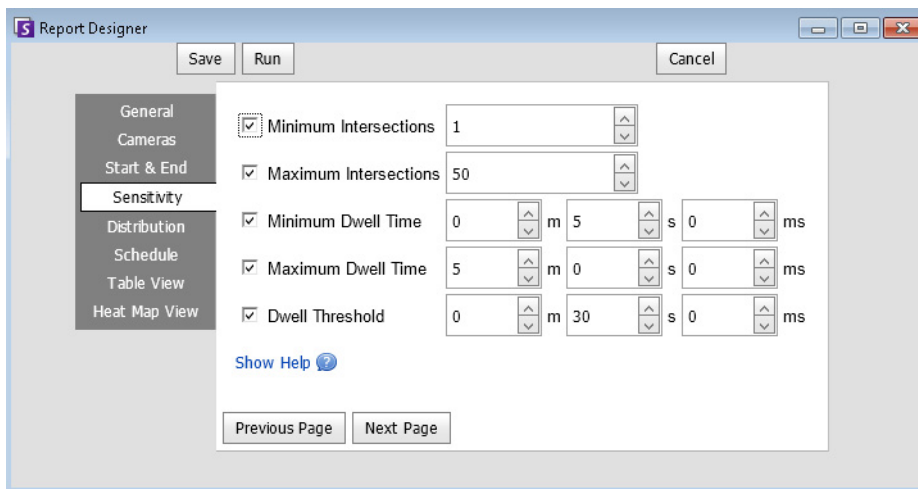 Report Designer
Save Run Cancel
General
Cameras
Start & End
Sensitivity
Distribution
Schedule
Table View
Heat Map View
Minimum Intersections 1
Maximum Intersections 50
Minimum Dwell Time 0 m 5 s 0 ms
Maximum Dwell Time 5 m 0 s 0 ms
Dwell Threshold 0 m 30 s 0 ms
Show Help ?
Previous Page Next Page